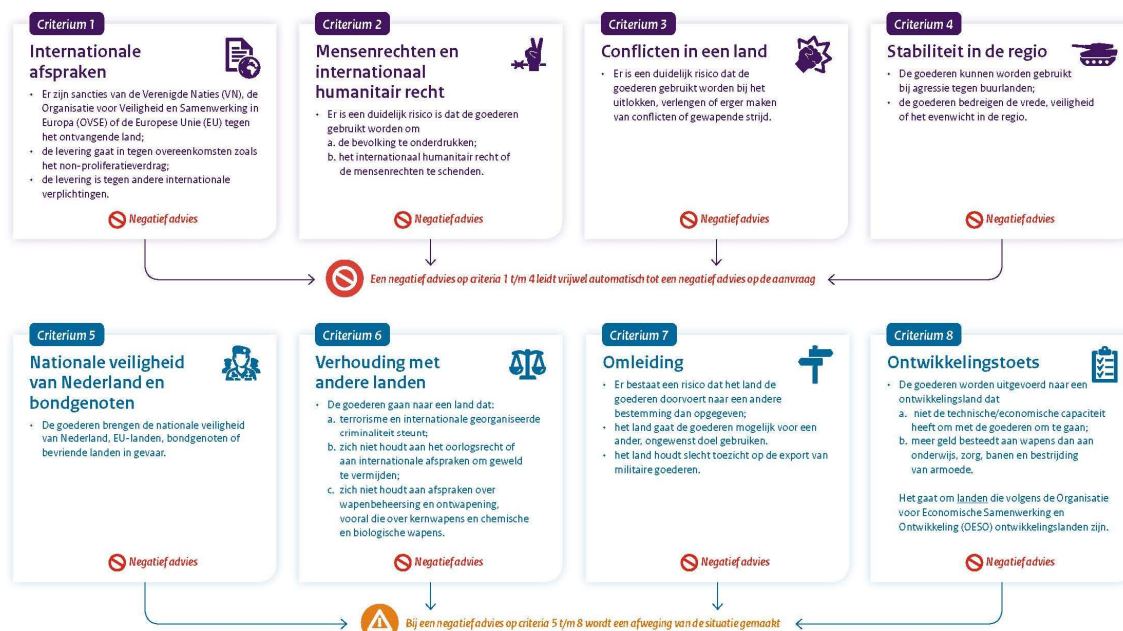 Criterium 1
Internationale
afspraken
• Er zijn sancties van de Verenigde Naties (VN), de
Organisatie voor Veiligheid en Samenwerking in
Europa (OVSE) of de Europese Unie (EU) tegen
het ontvangende land;
• de levering gaat in tegen overeenkomsten zoals
het non-proliferatieverdrag;
• de levering is tegen andere internationale
verplichtingen.
Negatief advies
Criterium 2
Mensenrechten en
internationaal
humanitair recht
• Er is een duidelijk risico is dat de goederen
gebruikt worden om
a. de bevolking te onderdrukken;
b. het internationaal humanitair recht of
de mensenrechten te schenden.
Negatief advies
Criterium 3
Conflicten in een land
• Er is een duidelijk risico dat de
goederen gebruikt worden bij het
uitlokken, verlengen of erger maken
van conflicten of gewapende strijd.
Negatief advies
Criterium 4
Stabiliteit in de regio
• De goederen kunnen worden gebruikt
bij agressie tegen buurlanden;
• de goederen bedreigen de vrede, veiligheid
of het evenwicht in de regio.
Negatief advies
Een negatief advies op criteria 1 t/m 4 leidt vrijwel automatisch tot een negatief advies op de aanvraag
Criterium 5
Nationale veiligheid
van Nederland en
bondgenoten
• De goederen brengen de nationale veiligheid
van Nederland, EU-landen, bondgenoten of
bevriende landen in gevaar.
Negatief advies
Criterium 6
Verhouding met
andere landen
• De goederen gaan naar een land dat:
a. terrorisme en internationale georganiseerde
criminaliteit steunt;
b. zich niet houdt aan het oorlogsrecht of
aan internationale afspraken om geweld
te vermijden;
c. zich niet houdt aan afspraken over
wapenbeheersing en ontwapening,
vooral die over kernwapens en chemische
en biologische wapens.
Negatief advies
Criterium 7
Omleiding
• Er bestaat een risico dat het land de
goederen doorvoert naar een andere
bestemming dan opgegeven;
• het land gaat de goederen mogelijk voor een
ander, ongewenst doel gebruiken.
• het land houdt slecht toezicht op de export van
militaire goederen.
Negatief advies
Criterium 8
Ontwikkelingstoets
• De goederen worden uitgevoerd naar een
ontwikkelingsland dat
a. niet de technische/economische capaciteit
heeft om met de goederen om te gaan;
b. meer geld besteedt aan wapens dan aan
onderwijs, zorg, banen en bestrijding
van armoede.
Het gaat om landen die volgens de Organisatie
voor Economische Samenwerking en
Ontwikkeling (OESO) ontwikkelingslanden zijn.
Negatief advies
Bij een negatief advies op criteria 5 t/m 8 wordt een afweging van de situatie gemaakt